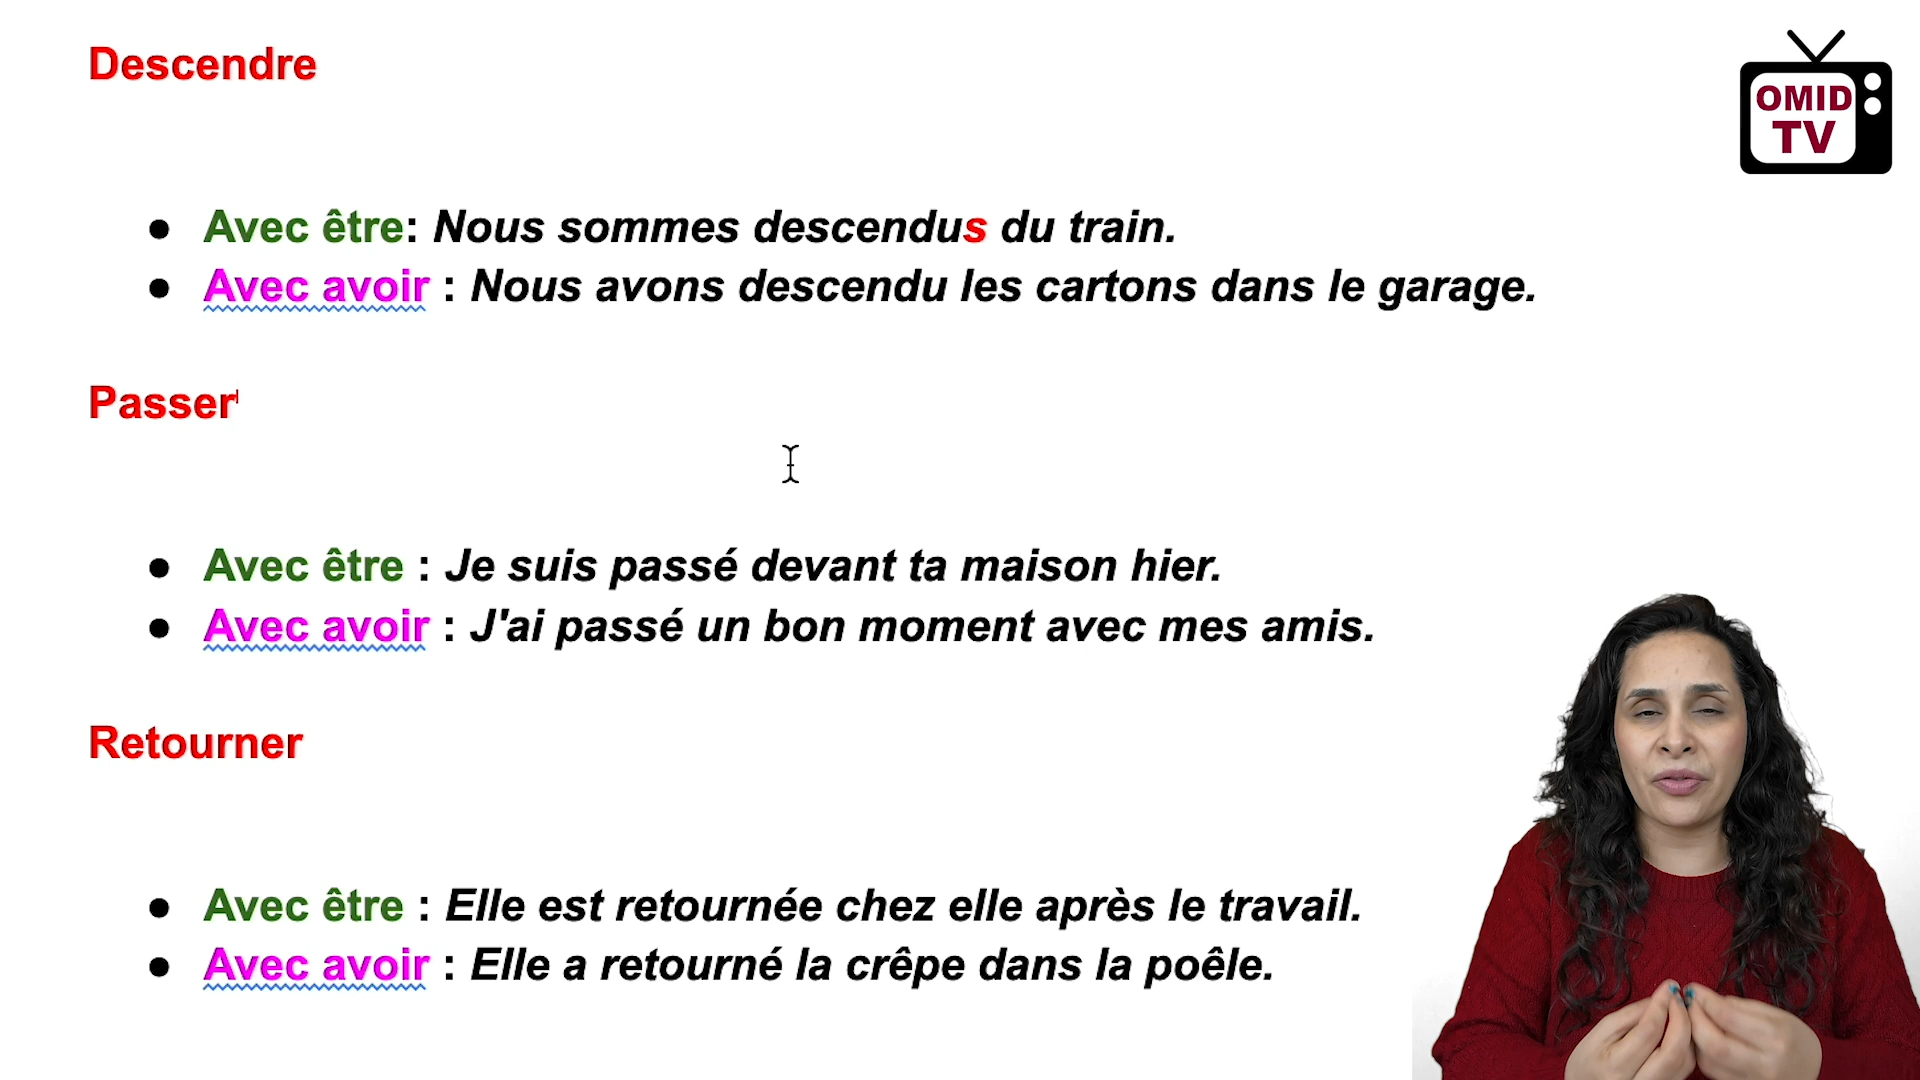 Descendre
OMID
TV
● Avec être: Nous sommes descendus du train.
● Avec avoir : Nous avons descendu les cartons dans le garage.
Passer
● Avec être : Je suis passé devant ta maison hier.
● Avec avoir : J'ai passé un bon moment avec mes amis.
Retourner
● Avec être : Elle est retournée chez elle après le travail.
● Avec avoir : Elle a retourné la crêpe dans la poêle.